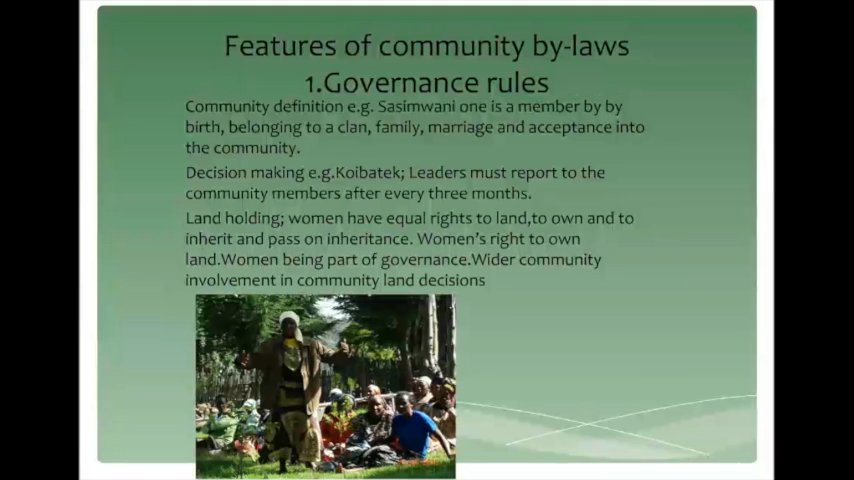 Features of community by-laws
1.Governance rules
Community definition e.g. Sasimwani one is a member by by
birth, belonging to a clan, family, marriage and acceptance into
the community.
Decision making e.g.Koibatek; Leaders must report to the
community members after every three months.
Land holding; women have equal rights to land,to own and to
inherit and pass on inheritance. Women's right to own
land.Women being part of governance.Wider community
involvement in community land decisions